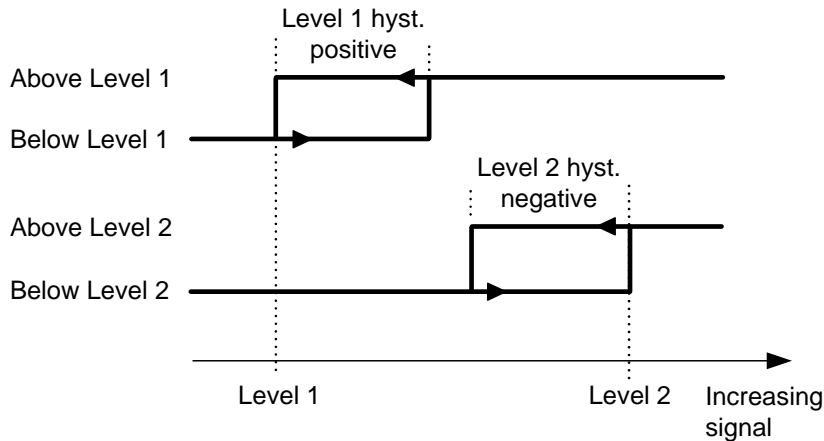 Level 1 hyst.
positive
Above Level 1
Below Level 1
Level 2 hyst.
negative
Above Level 2
Below Level 2
Level 1
Level 2
Increasing
signal